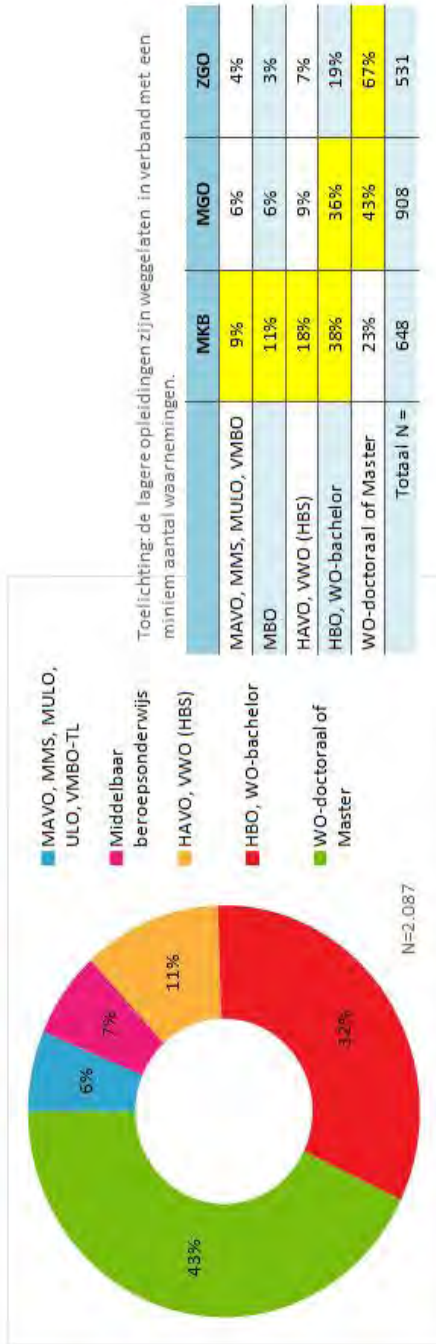 6%
7%
11%
32%
43%
N=2.087
MAVO, MMS, MULO,
ULO, VMBO-TL
Middelbaar
beroepsonderwijs
HAVO, VWO (HBS)
HBO, WO-bachelor
WO-doctoraal of
Master
Toelichting: de lagere opleidingen zijn weggelaten in verband met een
miniem aantal waarnemingen.
MKB MGO ZGO
MAVO, MMS, MULO, VMBO 9% 6% 4%
MBO 11% 6% 3%
HAVO, VWO (HBS) 18% 9% 7%
HBO, WO-bachelor 38% 36% 19%
WO-doctoraal of Master 23% 43% 67%
Totaal N = 648 908 531